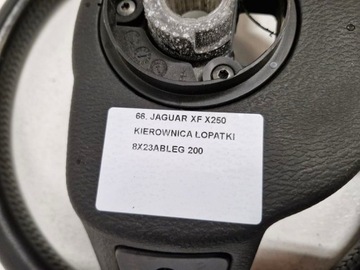 66. JAGUAR XF X250
KIEROWNICA ŁOPATKI
8X23ABLEG 200